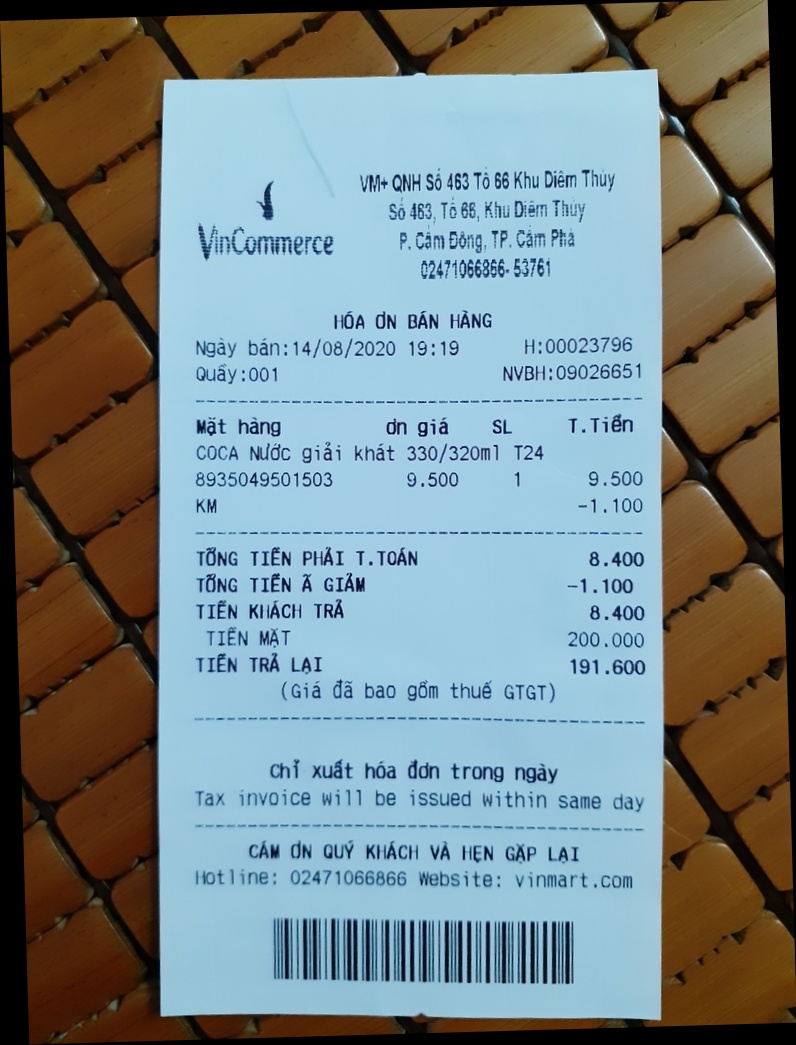 VinCommerce
VM+ QNH Số 463 Tổ 66 Khu Diêm Thủy
Số 463, Tổ 66, Khu Diêm Thủy
P. Cẩm Đông, TP. Cẩm Phả
02471066866- 53761
HÓA ƠN BÁN HÀNG
Ngày bán:14/08/2020 19:19 H:00023796
Quầy:001 NVBH:09026651
Mặt hàng ơn giá SL T.Tiền
COCA Nước giải khát 330/320ml T24
8935049501503 9.500 1 9.500
KM -1.100
TỔNG TIỀN PHẢI T.TOÁN 8.400
TỔNG TIỀN Ã GIẢM -1.100
TIỀN KHÁCH TRẢ 8.400
TIỀN MẶT 200.000
TIỀN TRẢ LẠI 191.600
(Giá đã bao gồm thuế GTGT)
Chỉ xuất hóa đơn trong ngày
Tax invoice will be issued within same day
CÁM ƠN QUÝ KHÁCH VÀ HẸN GẶP LẠI
Hotline: 02471066866 Website: vinmart.com